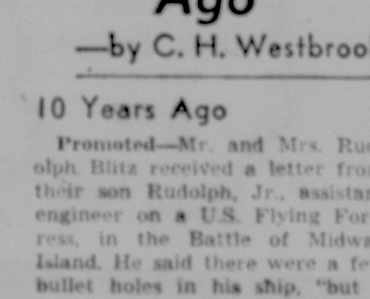 Ago
—by C. H. Westbroo
10 Years Ago
Promoted—Mr. and Mrs. Ru
olph Blitz received a letter fro
their son Rudolph, Jr., assista
engineer on a U.S. Flying For
ress, in the Battle of Midwa
Island. He said there were a fe
bullet holes in his ship, "but